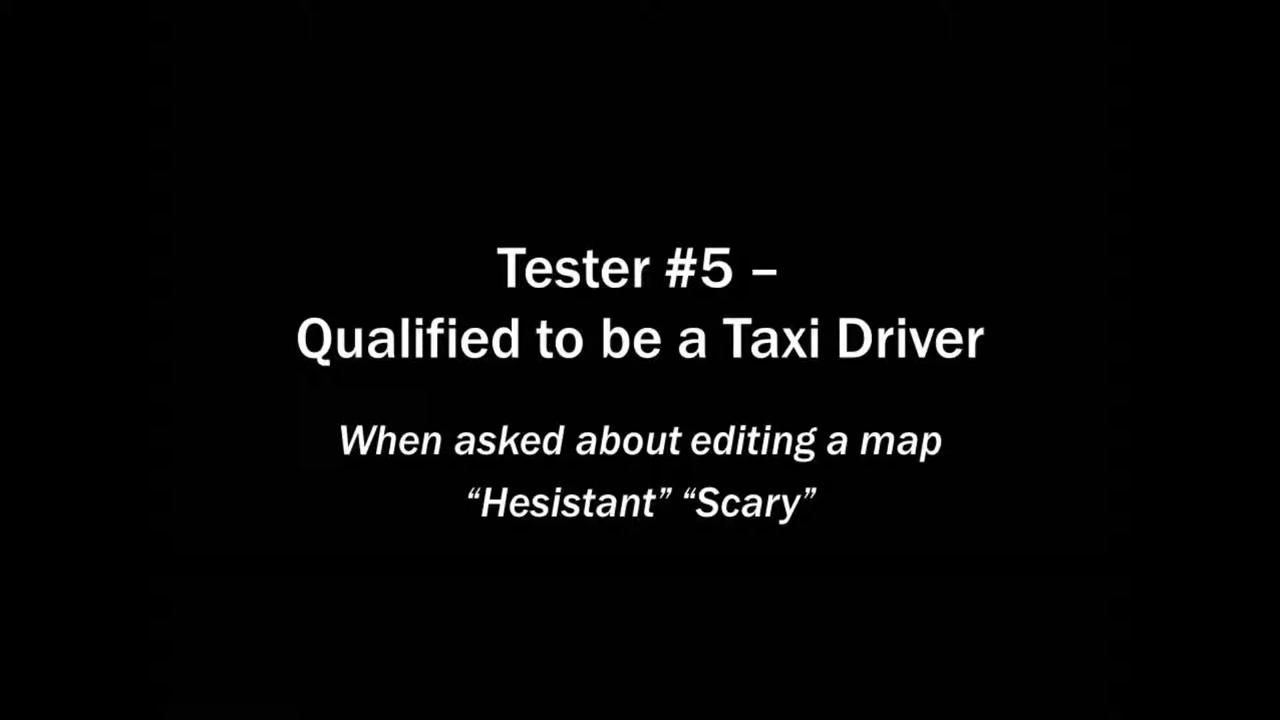 Tester #5 –
Qualified to be a Taxi Driver
When asked about editing a map
“Hesistant” “Scary”